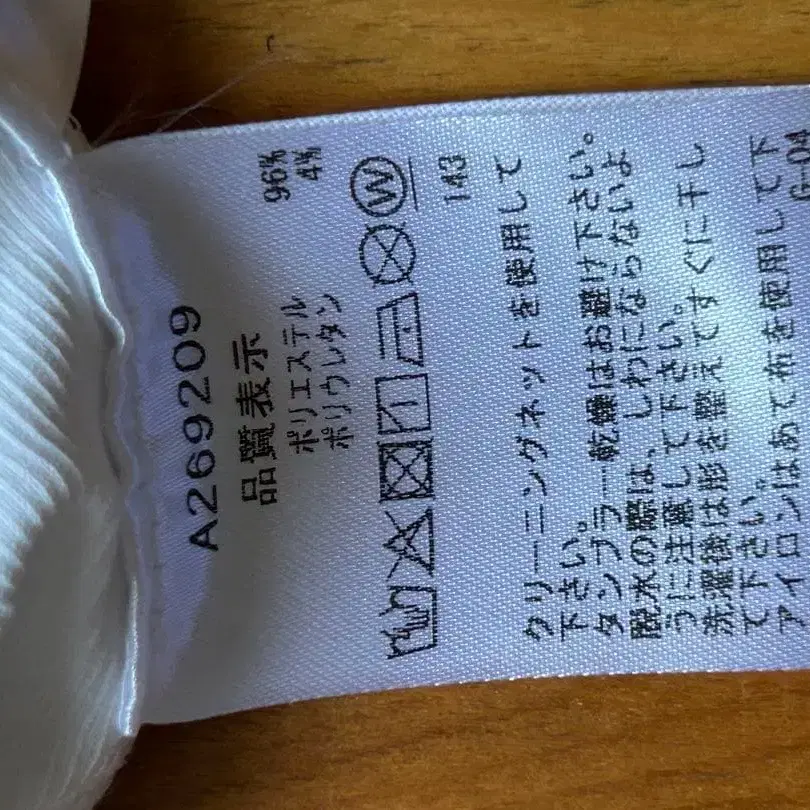 A269209
品質表示
ポリエステル 96%
ポリウレタン 4%
W
143
クリーニングネットを使用して
下さい。
タンブラー乾燥はお避け下さい。
脱水の際は、しわにならないよ
うに注意して下さい。
洗濯後は形を整えてすぐに干し
て下さい。
アイロンはあて布を使用して下